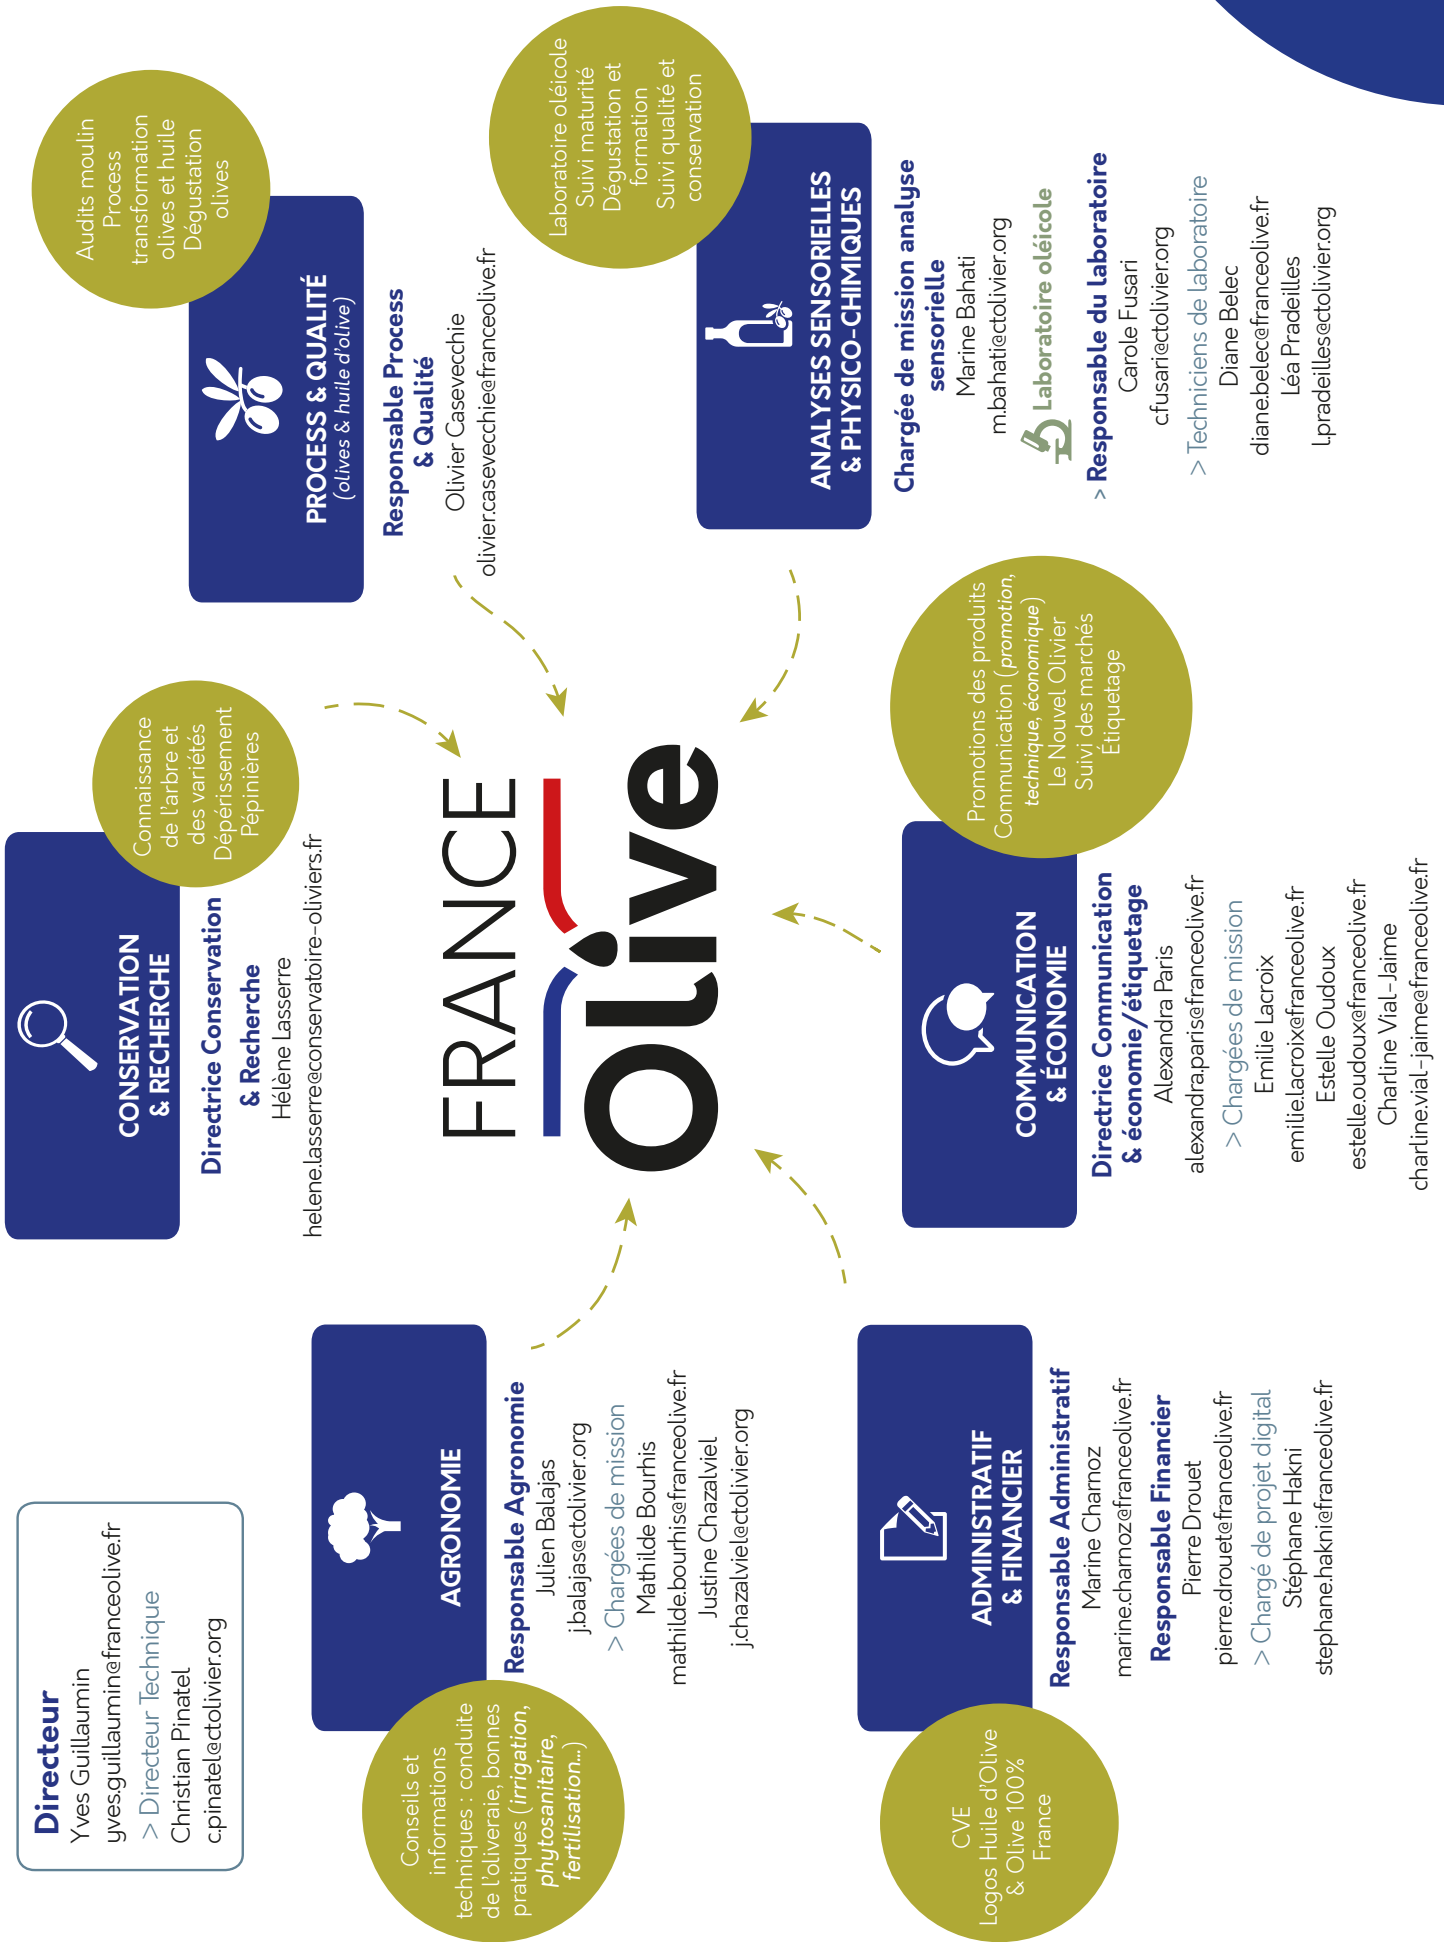 Directeur
Yves Guillaumin
yves.guillaumin@franceolive.fr
> Directeur Technique
Christian Pinatel
c.pinatel@ctolivier.org
CONSERVATION
& RECHERCHE
Connaissance
de l'arbre et
des variétés
Dépérissement
Pépinières
Directrice Conservation
& Recherche
Hélène Lasserre
helene.lasserre@conservatoire-oliviers.fr
Audits moulin
Process
transformation
olives et huile
Dégustation
olives
PROCESS & QUALITÉ
(olives & huile d'olive)
Responsable Process
& Qualité
Olivier Casevecchie
olivier.casevecchie@franceolive.fr
AGRONOMIE
Conseils et
informations
techniques : conduite
de l'oliveraie, bonnes
pratiques (irrigation,
phytosanitaire,
fertilisation...)
Responsable Agronomie
Julien Balajas
j.balajas@ctolivier.org
> Chargées de mission
Mathilde Bourhis
mathilde.bourhis@franceolive.fr
Justine Chazalviel
j.chazalviel@ctolivier.org
FRANCE
Olive
Laboratoire oléicole
Suivi maturité
Dégustation et
formation
Suivi qualité et
conservation
ANALYSES SENSORIELLES
& PHYSICO-CHIMIQUES
Chargée de mission analyse
sensorielle
Marine Bahati
m.bahati@ctolivier.org
Laboratoire oléicole
> Responsable du laboratoire
Carole Fusari
c.fusari@ctolivier.org
> Techniciens de laboratoire
Diane Belec
diane.belec@franceolive.fr
Léa Pradeilles
l.pradeilles@ctolivier.org
ADMINISTRATIF
& FINANCIER
CVE
Logos Huile d'Olive
& Olive 100%
France
Responsable Administratif
Marine Charnoz
marine.charnoz@franceolive.fr
Responsable Financier
Pierre Drouet
pierre.drouet@franceolive.fr
> Chargé de projet digital
Stéphane Hakni
stephane.hakni@franceolive.fr
Promotions des produits
Communication (promotion,
technique, économique)
Le Nouvel Olivier
Suivi des marchés
Étiquetage
COMMUNICATION
& ÉCONOMIE
Directrice Communication
& économie/étiquetage
Alexandra Paris
alexandra.paris@franceolive.fr
> Chargées de mission
Emilie Lacroix
emilie.lacroix@franceolive.fr
Estelle Oudoux
estelle.oudoux@franceolive.fr
Charline Vial-Jaime
charline.vial-jaime@franceolive.fr